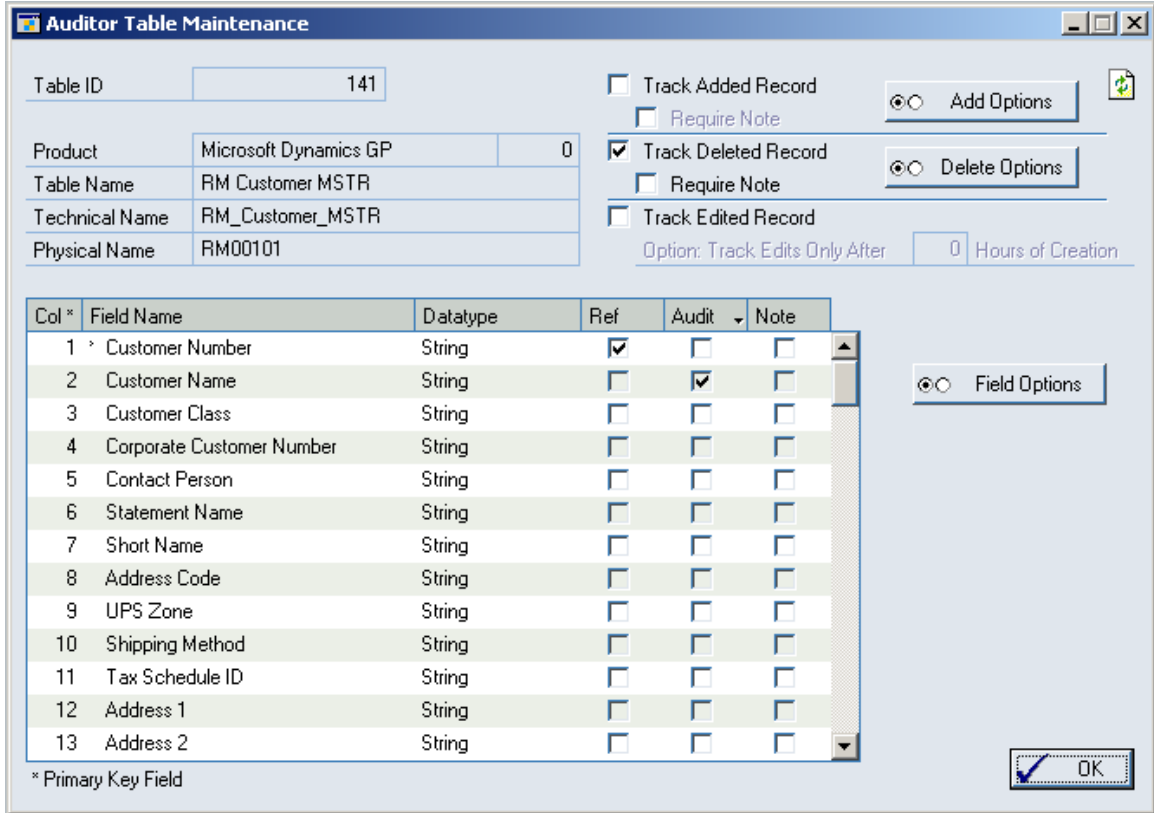 Auditor Table Maintenance
Table ID 141
Track Added Record
Add Options
Require Note
Product Microsoft Dynamics GP 0
Track Deleted Record
Delete Options
Table Name RM Customer MSTR
Require Note
Technical Name RM_Customer_MSTR
Track Edited Record
Physical Name RM00101
Option: Track Edits Only After 0 Hours of Creation
Col * Field Name Datatype Ref Audit Note
1 * Customer Number String
2 Customer Name String
Field Options
3 Customer Class String
4 Corporate Customer Number String
5 Contact Person String
6 Statement Name String
7 Short Name String
8 Address Code String
9 UPS Zone String
10 Shipping Method String
11 Tax Schedule ID String
12 Address 1 String
13 Address 2 String
* Primary Key Field
OK